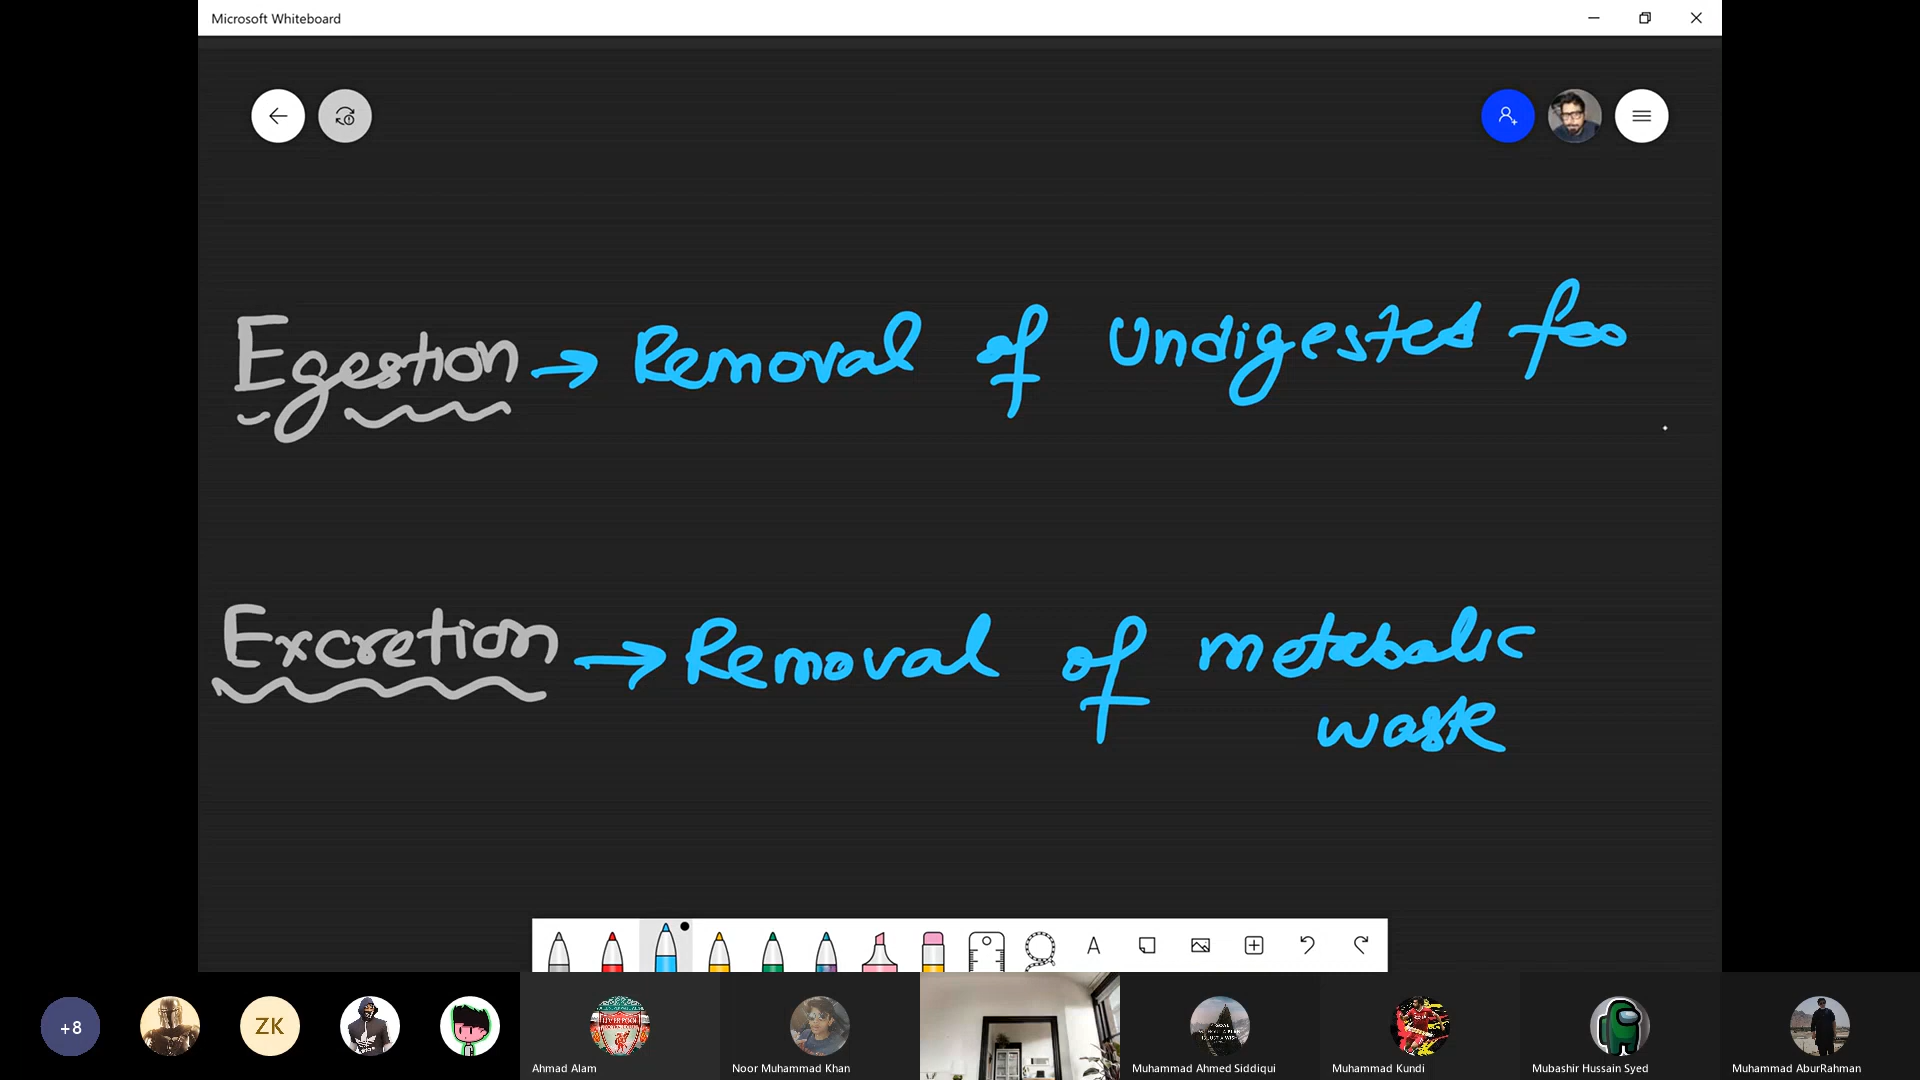 Microsoft Whiteboard
Egestion → Removal of Undigested foo
Excretion → Removal of metabolic
waste
A
+8
ZK
Ahmad Alam
Noor Muhammad Khan
Muhammad Ahmed Siddiqui
Muhammad Kundi
Mubashir Hussain Syed
Muhammad AburRahman